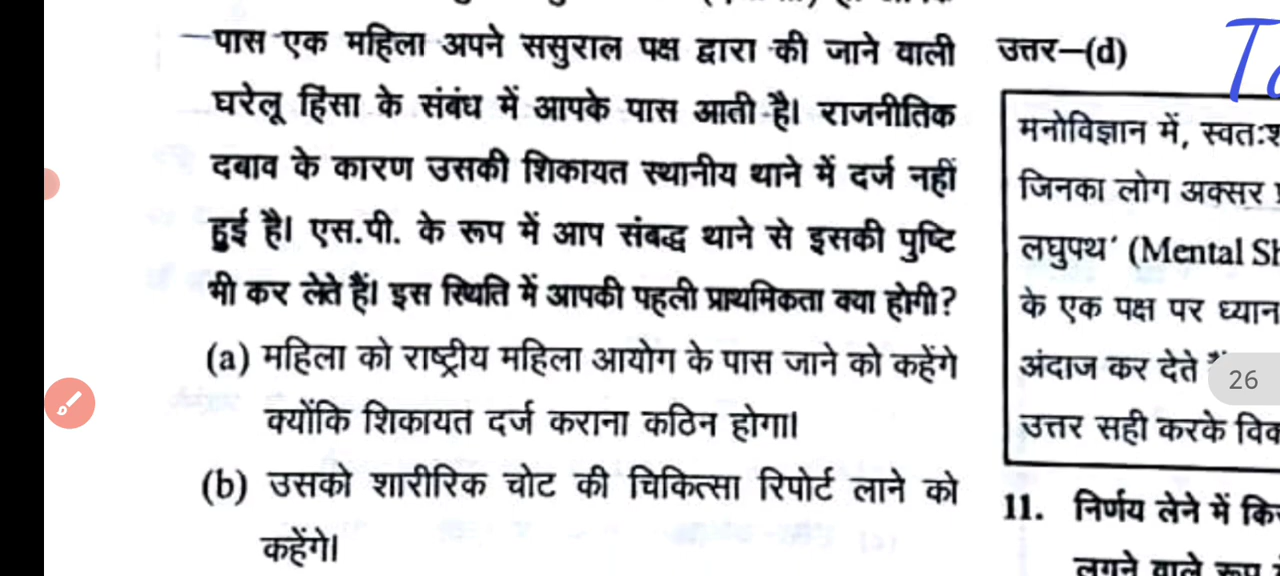 पास एक महिला अपने ससुराल पक्ष द्वारा की जाने वाली
घरेलू हिंसा के संबंध में आपके पास आती है। राजनीतिक
दबाव के कारण उसकी शिकायत स्थानीय थाने में दर्ज नहीं
हुई है। एस.पी. के रूप में आप संबद्ध थाने से इसकी पुष्टि
भी कर लेते हैं। इस स्थिति में आपकी पहली प्राथमिकता क्या होगी?
(a) महिला को राष्ट्रीय महिला आयोग के पास जाने को कहेंगे
क्योंकि शिकायत दर्ज कराना कठिन होगा।
(b) उसको शारीरिक चोट की चिकित्सा रिपोर्ट लाने को
कहेंगे।
उत्तर–(d)
मनोविज्ञान में,
जिनका लोग अक्सर
लघुपथ' (Mental
के एक पक्ष पर ध्यान
अंदाज कर देते
उत्तर सही करके
26
11. निर्णय लेने में
लगने वाले रूप